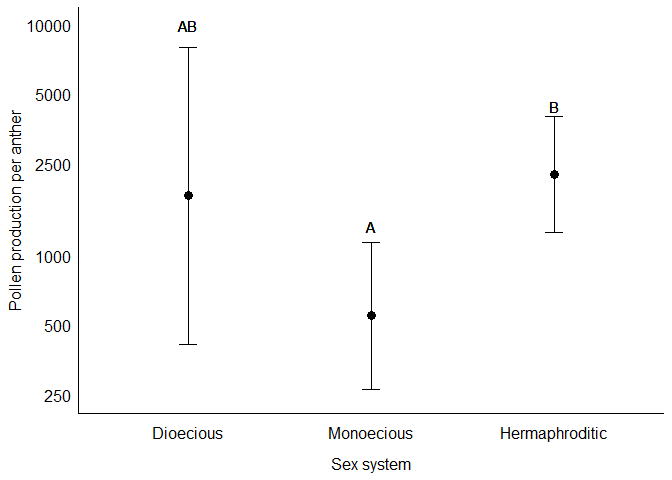 10000
5000
2500
1000
500
250
Pollen production per anther
AB
A
B
Dioecious Monoecious Hermaphroditic
Sex system